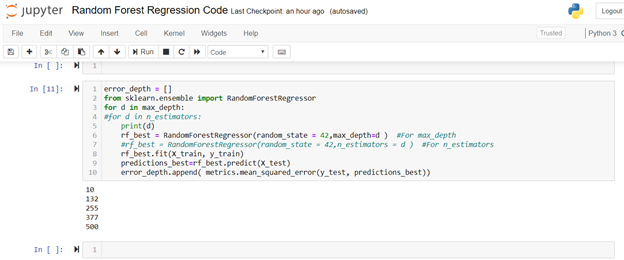 jupyter Random Forest Regression Code Last Checkpoint: an hour ago (autosaved)
Logout
File Edit View Insert Cell Kernel Widgets Help
Trusted Python 3
Run Code
In [ ]: 1
In [11]: 1 error_depth = []
2 from sklearn.ensemble import RandomForestRegressor
3 for d in max_depth:
4 #for d in n_estimators:
5 print(d)
6 rf_best = RandomForestRegressor(random_state = 42,max_depth=d ) #For max_depth
7 #rf_best = RandomForestRegressor(random_state = 42,n_estimators = d ) #For n_estimators
8 rf_best.fit(X_train, y_train)
9 predictions_best=rf_best.predict(X_test)
10 error_depth.append( metrics.mean_squared_error(y_test, predictions_best))
10
132
255
377
500
In [ ]: 1